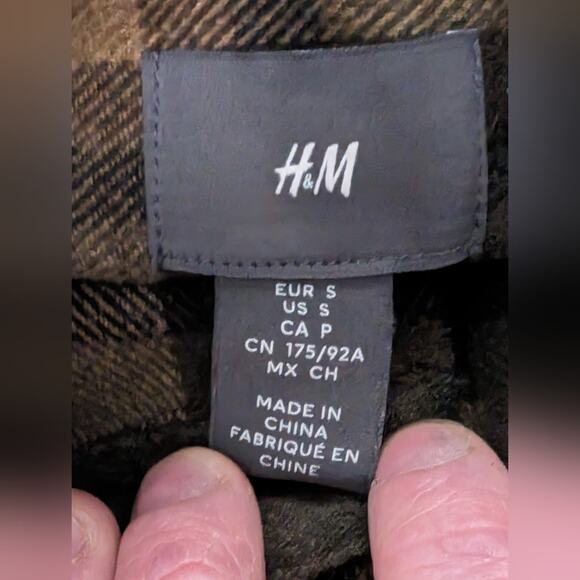 H&M
EUR S
US S
CA P
CN 175/92A
MX CH
MADE IN
CHINA
FABRIQUÉ EN
CHINE